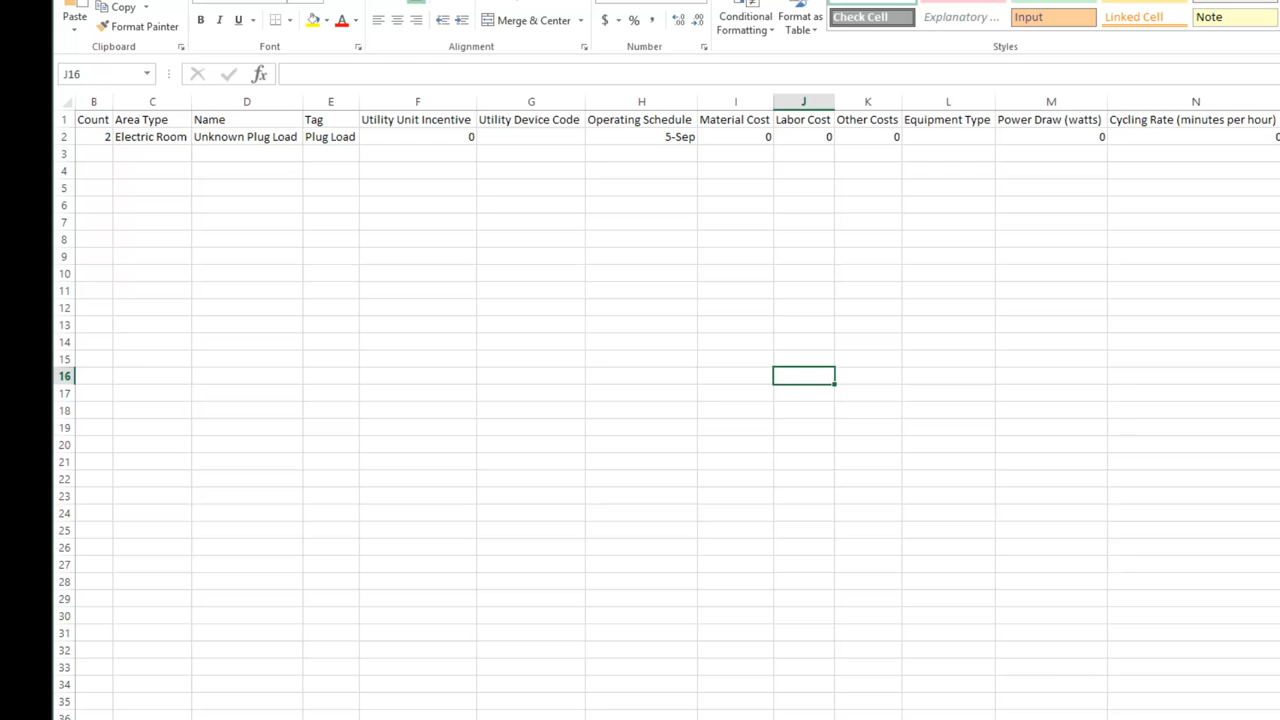 Paste
Copy
Format Painter
B I U
A
Merge & Center
$ % ,
Conditional Formatting
Format as Table
Check Cell
Explanatory ...
Input
Linked Cell
Note
Clipboard
Font
Alignment
Number
Styles
J16
fx
B C D E F G H I J K L M N
1 Count Area Type Name Tag Utility Unit Incentive Utility Device Code Operating Schedule Material Cost Labor Cost Other Costs Equipment Type Power Draw (watts) Cycling Rate (minutes per hour)
2 2 Electric Room Unknown Plug Load Plug Load 0 5-Sep 0 0 0 0 0
3
4
5
6
7
8
9
10
11
12
13
14
15
16
17
18
19
20
21
22
23
24
25
26
27
28
29
30
31
32
33
34
35
36